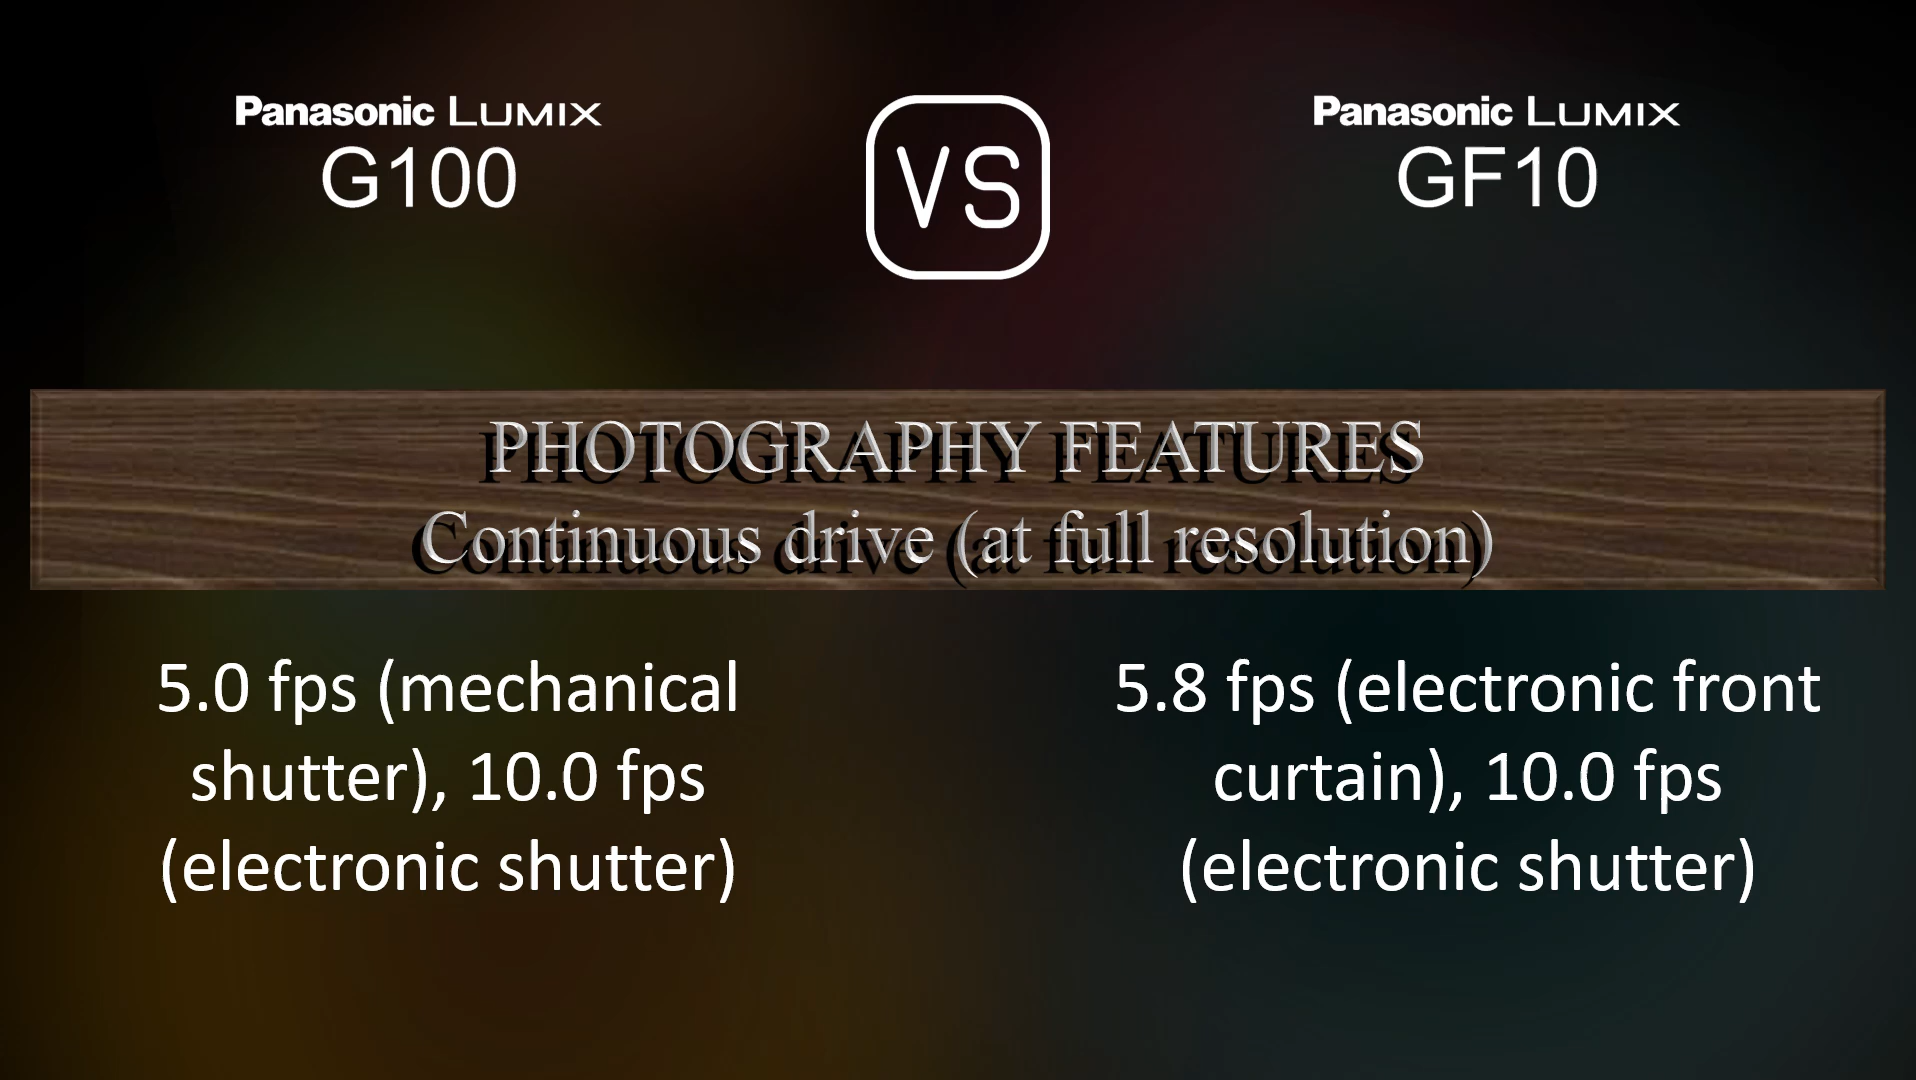 Panasonic LUMIX
G100
VS
Panasonic LUMIX
GF10
PHOTOGRAPHY FEATURES
Continuous drive (at full resolution)
5.0 fps (mechanical
shutter), 10.0 fps
(electronic shutter)
5.8 fps (electronic front
curtain), 10.0 fps
(electronic shutter)